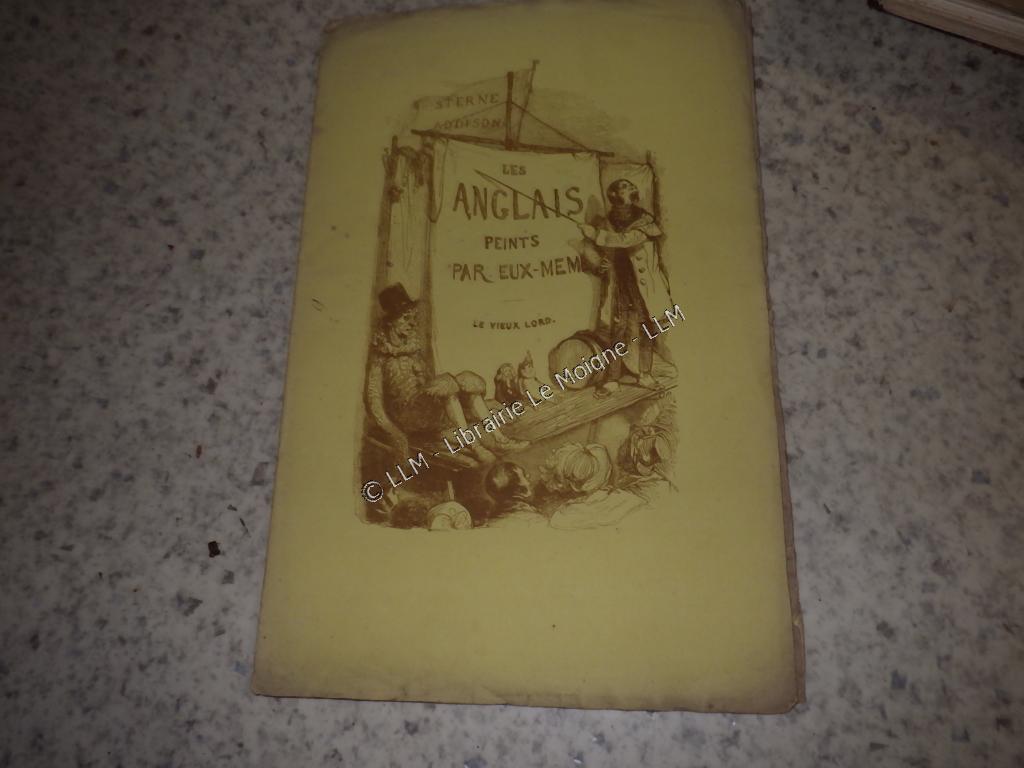 STERNE
ADDISON
LES
ANGLAIS
PEINTS
PAR EUX-MEM
LE VIEUX LORD.
© LLM - Librairie Le Moigne - LLM